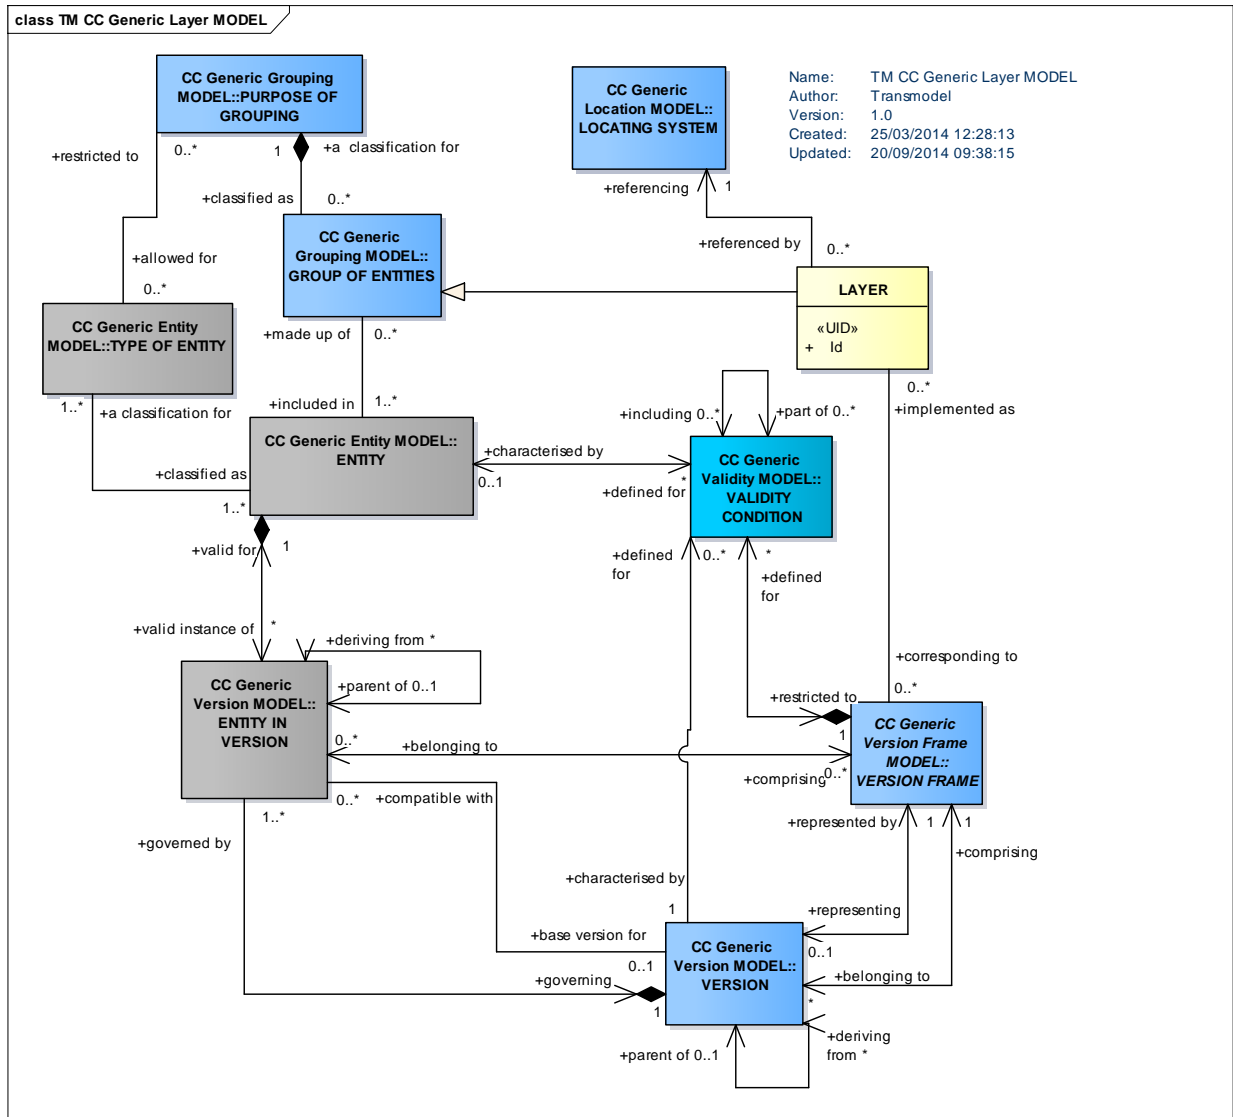 class TM CC Generic Layer MODEL
CC Generic Grouping
MODEL::PURPOSE OF
GROUPING
CC Generic
Location MODEL::
LOCATING SYSTEM
Name: TM CC Generic Layer MODEL
Author: Transmodel
Version: 1.0
Created: 25/03/2014 12:28:13
Updated: 20/09/2014 09:38:15
+restricted to
0..*
1
+a classification for
+referencing
1
+classified as
0..*
CC Generic
Grouping MODEL::
GROUP OF ENTITIES
+referenced by
0..*
+allowed for
0..*
LAYER
«UID»
+ Id
CC Generic Entity
MODEL::TYPE OF ENTITY
+made up of
0..*
1..*
+a classification for
+included in
1..*
0..*
+implemented as
+including 0..*
+part of 0..*
CC Generic Entity MODEL::
ENTITY
+characterised by
0..1
*
+defined for
CC Generic
Validity MODEL::
VALIDITY
CONDITION
+classified as
1..*
+valid for
1
+defined
for
0..*
*
+defined
for
+valid instance of
*
+deriving from *
+parent of 0..1
CC Generic
Version MODEL::
ENTITY IN
VERSION
+corresponding to
0..*
+restricted to
1
CC Generic
Version Frame
MODEL::
VERSION FRAME
0..*
+belonging to
+comprising
0..*
0..*
+compatible with
1..*
+governed by
+represented by
1
1
+comprising
+characterised by
1
+representing
0..1
+base version for
0..1
CC Generic
Version MODEL::
VERSION
+belonging to
*
+governing
1
+parent of 0..1
+deriving
from *